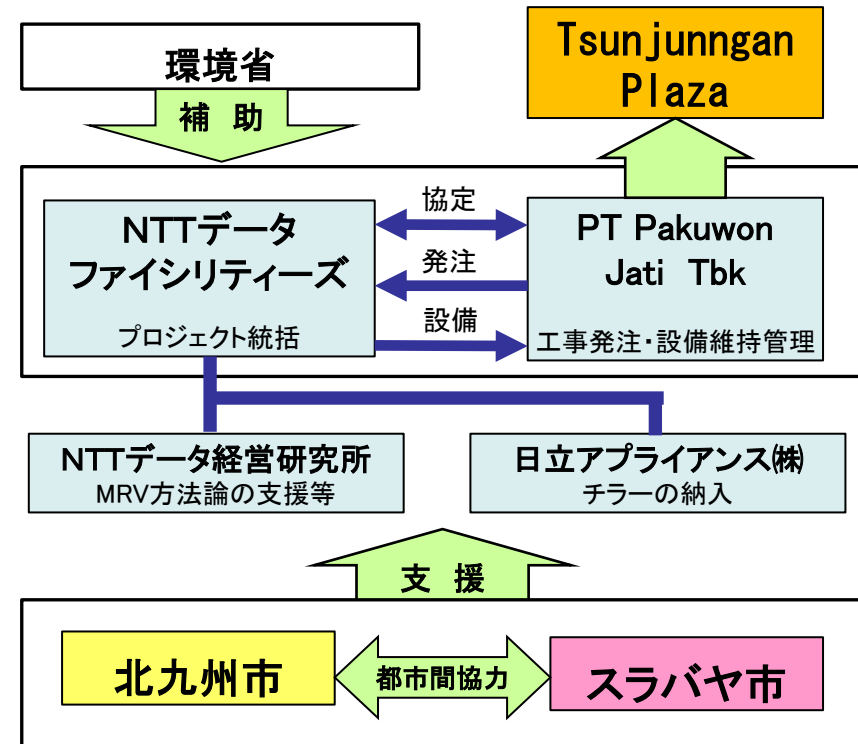 環境省
Tsunjunngan
Plaza
補 助
NTTデータ
ファイシリティーズ
プロジェクト統括
協定
発注
設備
PT Pakuwon
Jati Tbk
工事発注・設備維持管理
NTTデータ経営研究所
MRV方法論の支援等
日立アプライアンス㈱
チラーの納入
支 援
北九州市
都市間協力
スラバヤ市